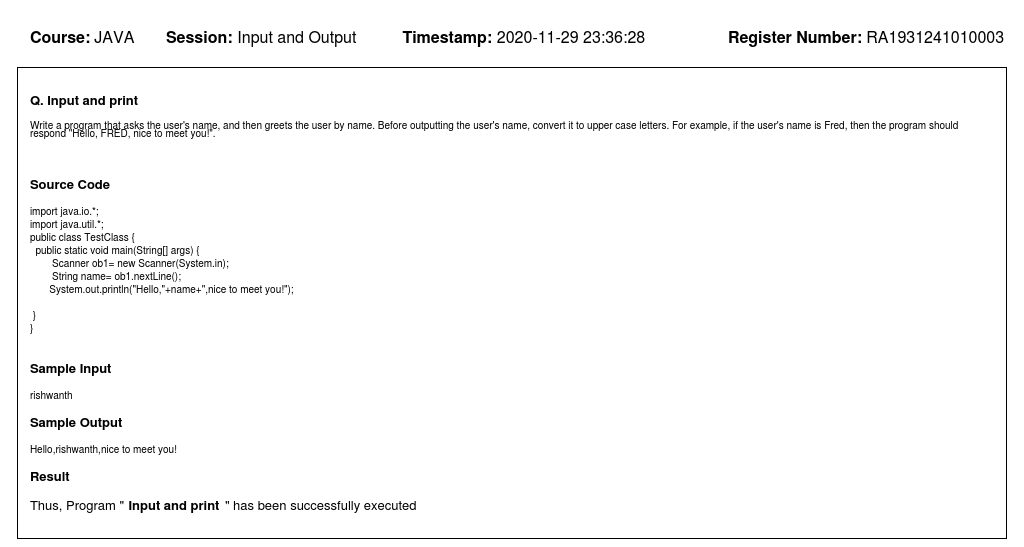 Course: JAVA Session: Input and Output Timestamp: 2020-11-29 23:36:28 Register Number: RA1931241010003
Q. Input and print
Write a program that asks the user's name, and then greets the user by name. Before outputting the user's name, convert it to upper case letters. For example, if the user's name is Fred, then the program should
respond "Hello, FRED, nice to meet you!".
Source Code
import java.io.*;
import java.util.*;
public class TestClass {
public static void main(String[] args) {
Scanner ob1= new Scanner(System.in);
String name= ob1.nextLine();
System.out.println("Hello,"+name+",nice to meet you!");
}
}
Sample Input
rishwanth
Sample Output
Hello,rishwanth,nice to meet you!
Result
Thus, Program " Input and print " has been successfully executed